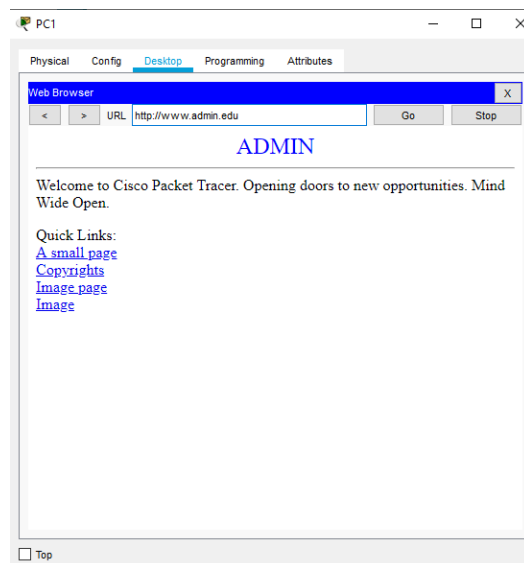 PC1
Physical Config Desktop Programming Attributes
Web Browser X
< > URL http://www.admin.edu Go Stop
ADMIN
Welcome to Cisco Packet Tracer. Opening doors to new opportunities. Mind
Wide Open.
Quick Links:
A small page
Copyrights
Image page
Image
Top